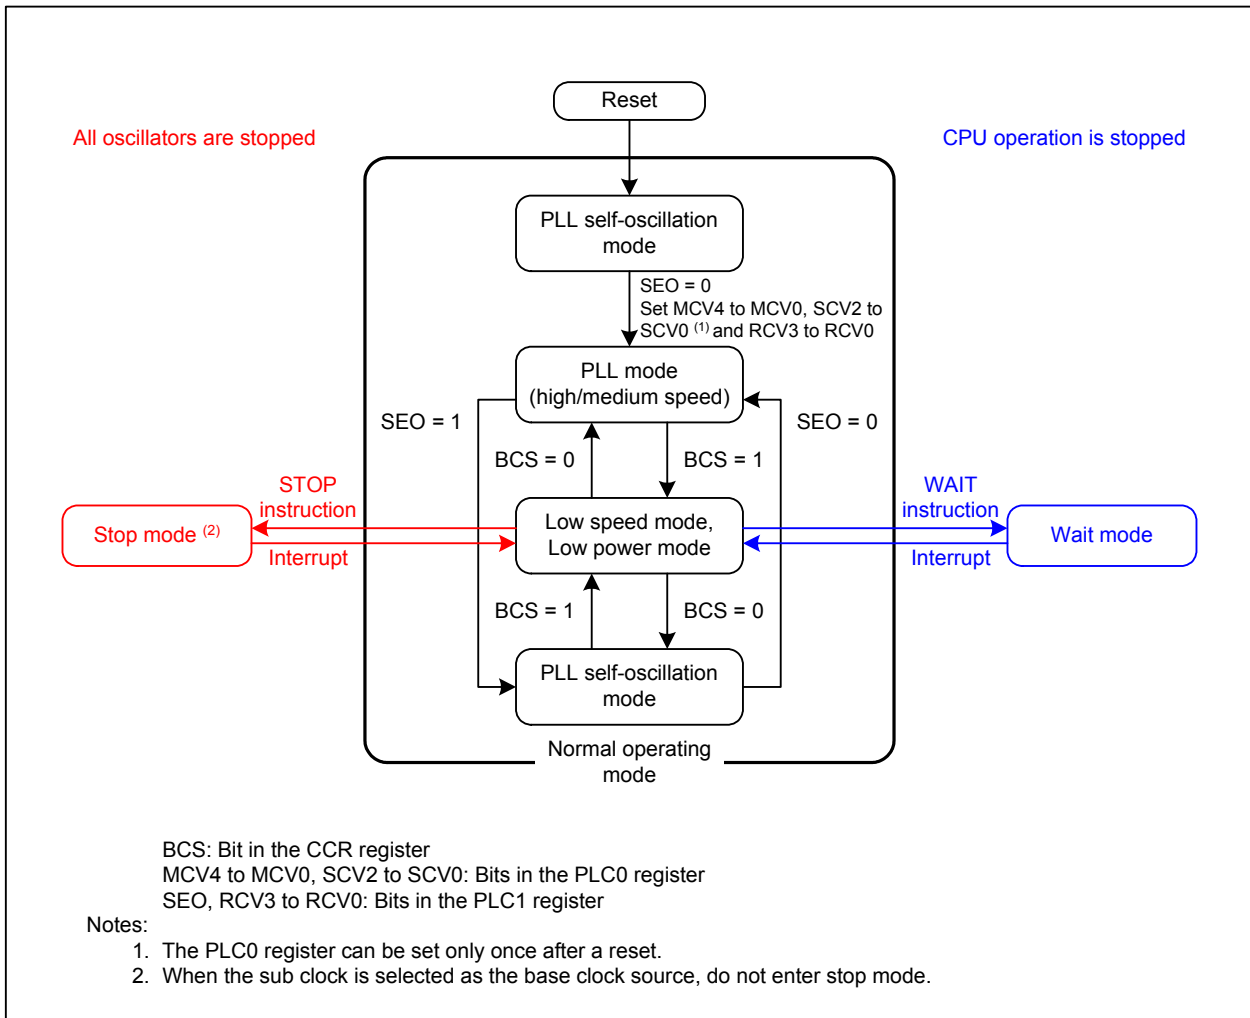 Reset
All oscillators are stopped
CPU operation is stopped
PLL self-oscillation
mode
SEO = 0
Set MCV4 to MCV0, SCV2 to
SCV0 (1) and RCV3 to RCV0
PLL mode
(high/medium speed)
SEO = 1
SEO = 0
BCS = 0
BCS = 1
STOP
instruction
WAIT
instruction
Stop mode (2)
Low speed mode,
Low power mode
Wait mode
Interrupt
Interrupt
BCS = 1
BCS = 0
PLL self-oscillation
mode
Normal operating
mode
BCS: Bit in the CCR register
MCV4 to MCV0, SCV2 to SCV0: Bits in the PLC0 register
SEO, RCV3 to RCV0: Bits in the PLC1 register
Notes:
1. The PLC0 register can be set only once after a reset.
2. When the sub clock is selected as the base clock source, do not enter stop mode.